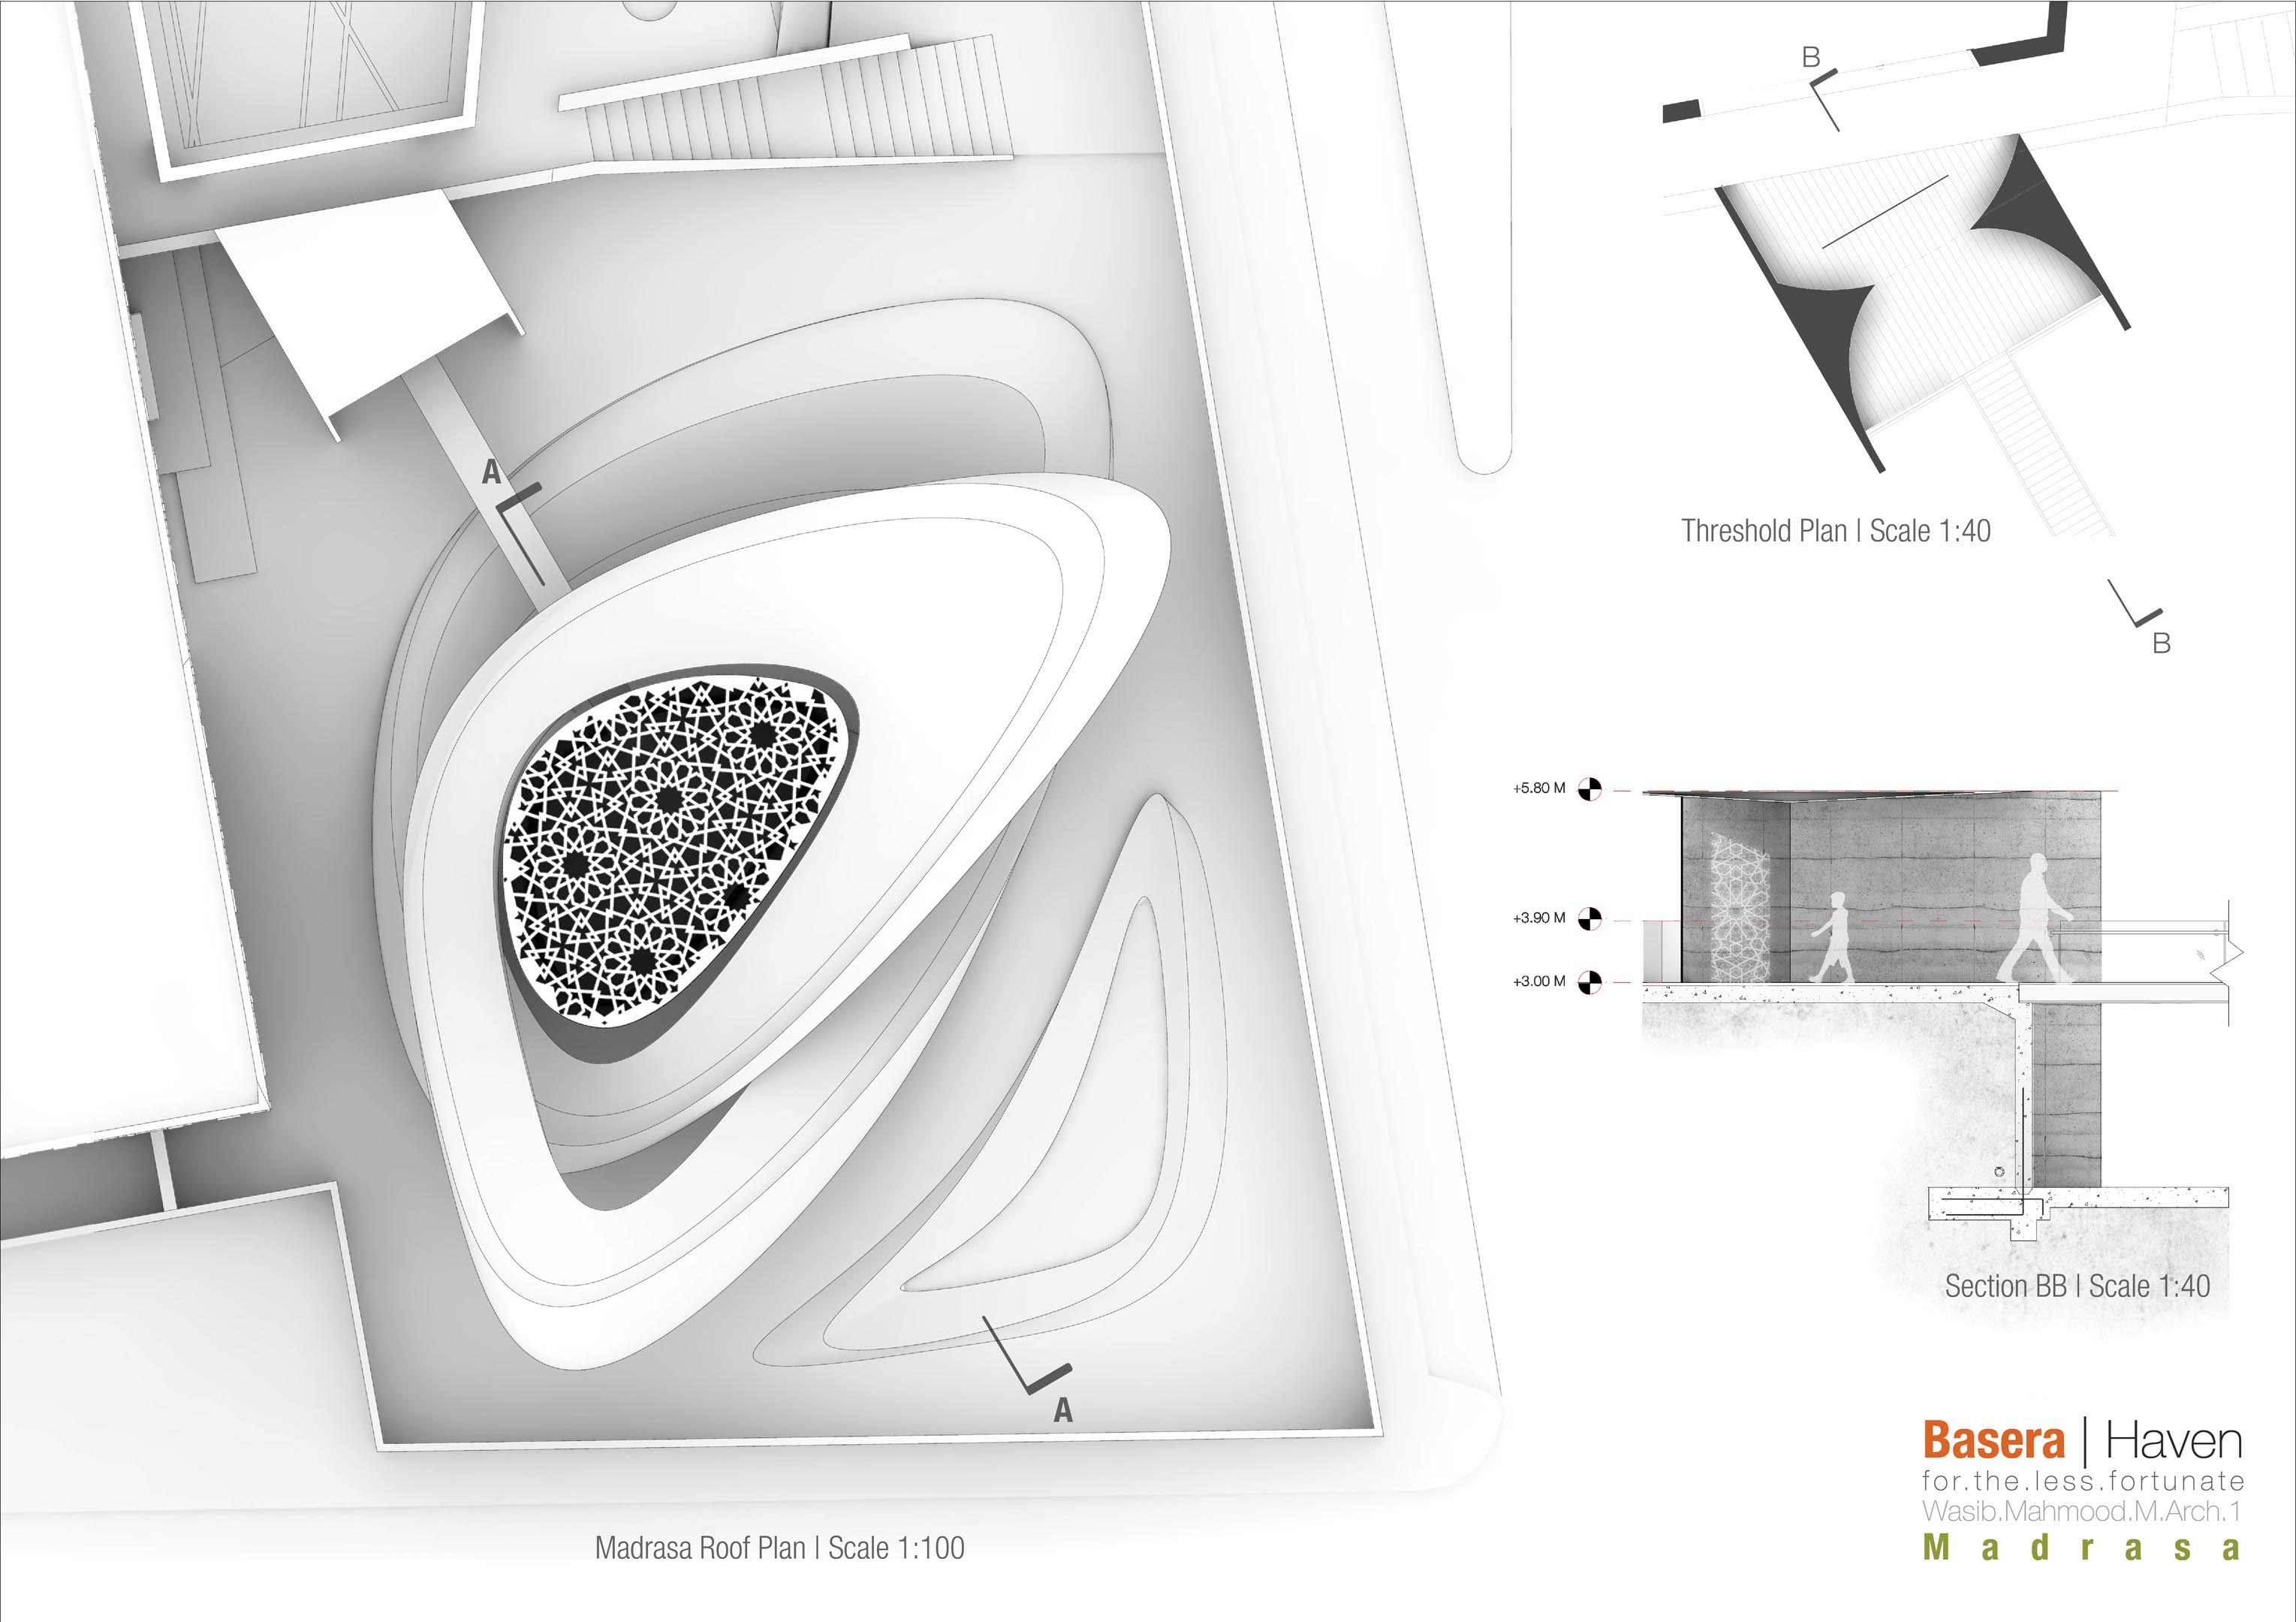 B
A
Threshold Plan | Scale 1:40
B
+5.80 M
+3.90 M
+3.00 M
Section BB | Scale 1:40
A
Basera | Haven
for.the.less.fortunate
Wasib.Mahmood.M.Arch.1
Madrasa
Madrasa Roof Plan | Scale 1:100